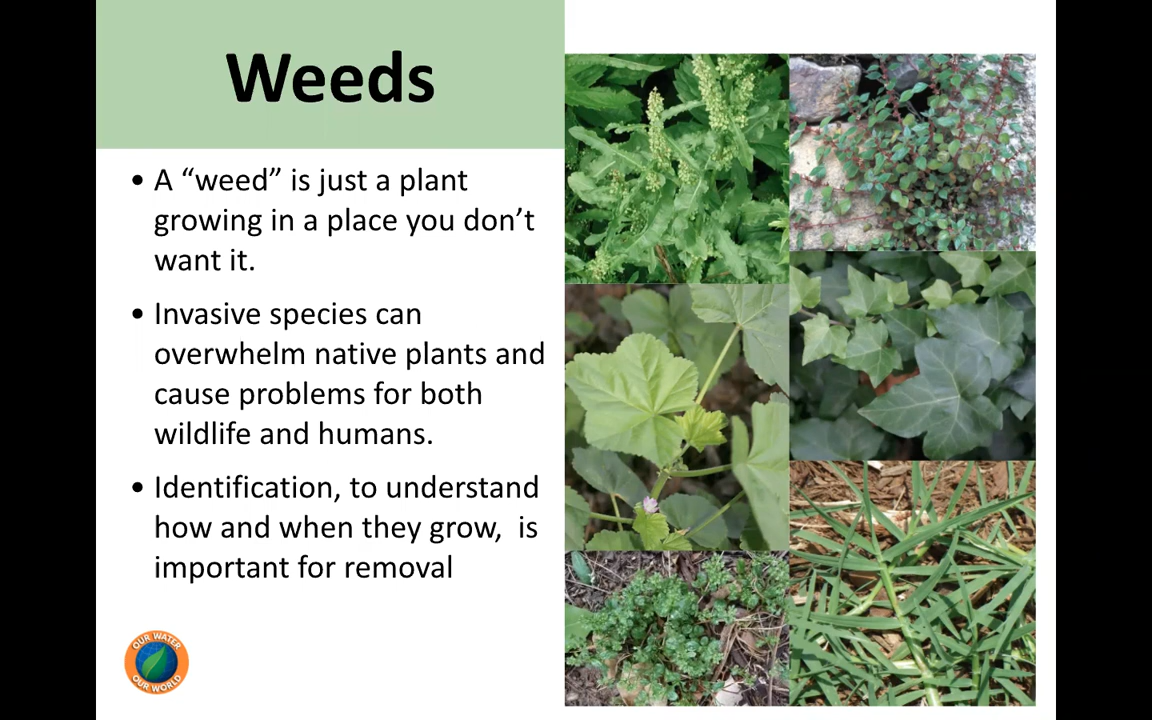 Weeds
• A “weed” is just a plant
growing in a place you don’t
want it.
• Invasive species can
overwhelm native plants and
cause problems for both
wildlife and humans.
• Identification, to understand
how and when they grow,  is
important for removal
OUR WATER
OUR WORLD